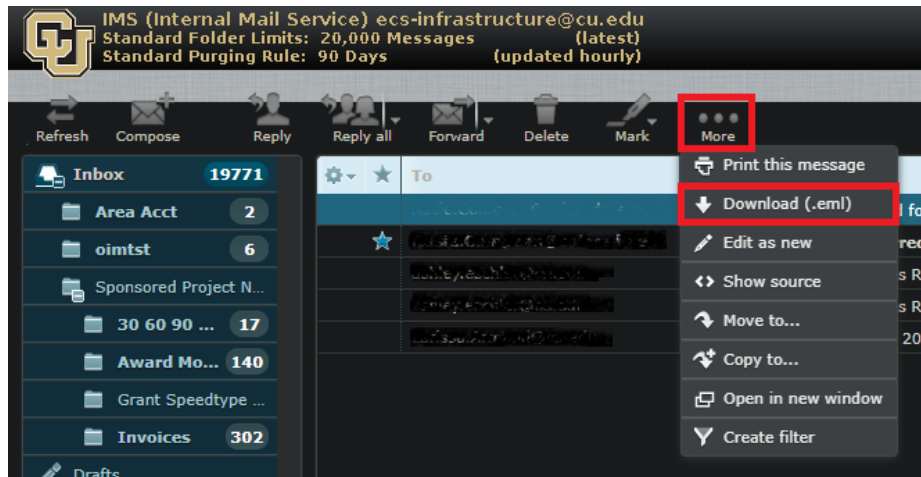 IMS (Internal Mail Service) ecs-infrastructure@cu.edu
Standard Folder Limits: 20,000 Messages (latest)
Standard Purging Rule: 90 Days (updated hourly)
Refresh Compose Reply Reply all Forward Delete Mark More
Inbox 19771
Area Acct 2
oimtst 6
Sponsored Project N...
30 60 90 ... 17
Award Mo... 140
Grant Speedtype ...
Invoices 302
Drafts
To
Print this message
Download (.eml)
Edit as new
Show source
Move to...
Copy to...
Open in new window
Create filter